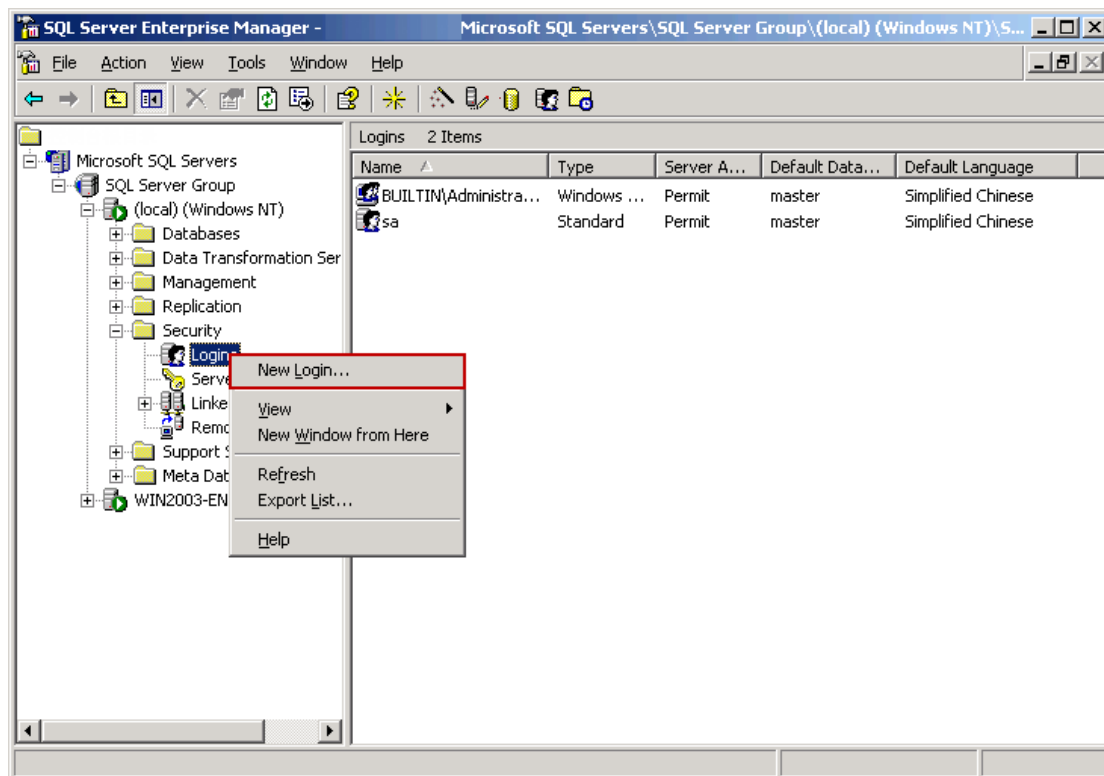 SQL Server Enterprise Manager - Microsoft SQL Servers\SQL Server Group\(local) (Windows NT)\S...
File Action View Tools Window Help
Logins 2 Items
Microsoft SQL Servers
SQL Server Group
(local) (Windows NT)
Databases
Data Transformation Ser
Management
Replication
Security
Logins
Serve
Linke
Remo
Support S
Meta Dat
WIN2003-EN
Name Type Server A... Default Data... Default Language
BUILTIN\Administra... Windows ... Permit master Simplified Chinese
sa Standard Permit master Simplified Chinese
New Login...
View
New Window from Here
Refresh
Export List...
Help